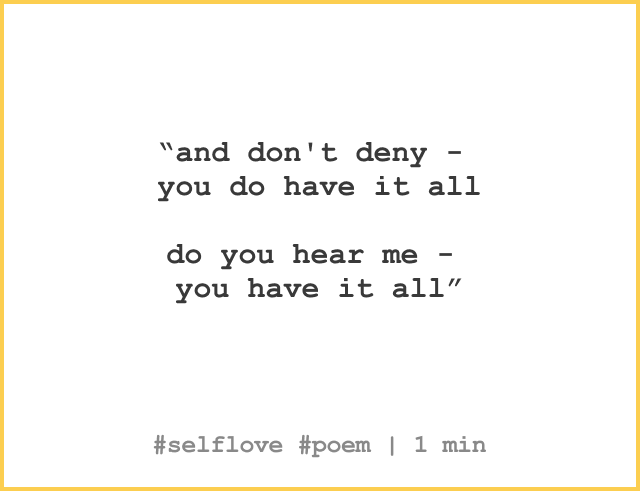 “and don't deny -
you do have it all
do you hear me -
you have it all”
#selflove #poem | 1 min